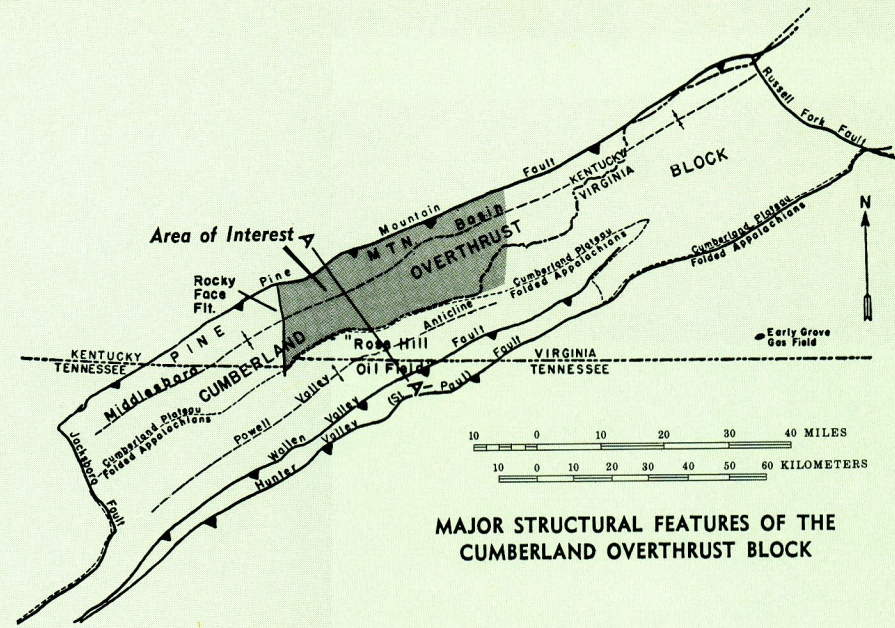 Russell Fork Fault
BLOCK
KENTUCKY
VIRGINIA
Fault
Mountain
Pine
PINE MTN.
Middlesboro Basin
CUMBERLAND OVERTHRUST
Area of Interest
A
Rocky
Face
Flt.
N
Cumberland Plateau
Folded Appalachians
Cumberland Plateau
Folded Appalachians
Anticline
Valley
Powell
"Rose Hill
Oil Field"
Early Grove
Gas Field
KENTUCKY
TENNESSEE
VIRGINIA
TENNESSEE
Fault
Valley
Wallen
Fault
(St. Paul)
A'
Valley
Hunter
Cumberland Plateau
Folded Appalachians
Jacksboro Fault
10 0 10 20 30 40 MILES
10 0 10 20 30 40 50 60 KILOMETERS
MAJOR STRUCTURAL FEATURES OF THE
CUMBERLAND OVERTHRUST BLOCK